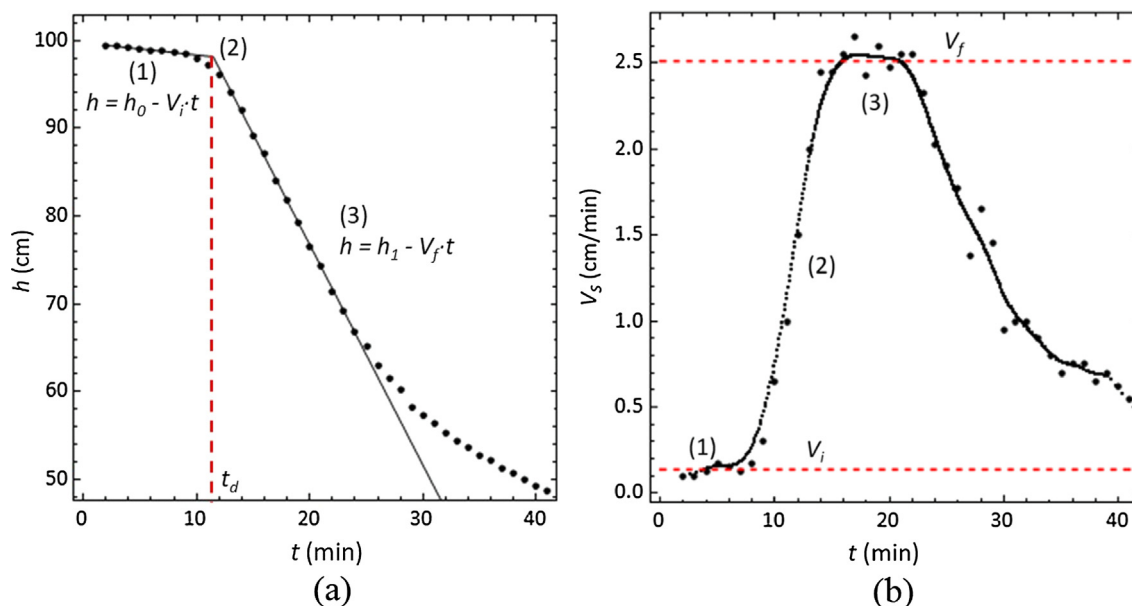 100
90
80
70
60
50
h (cm)
(1)
h = h0 - Vi·t
(2)
(3)
h = h1 - Vf·t
td
0
10
20
30
40
t (min)
(a)
2.5
2.0
1.5
1.0
0.5
0.0
VS (cm/min)
Vf
(3)
(2)
(1)
Vi
0
10
20
30
40
t (min)
(b)